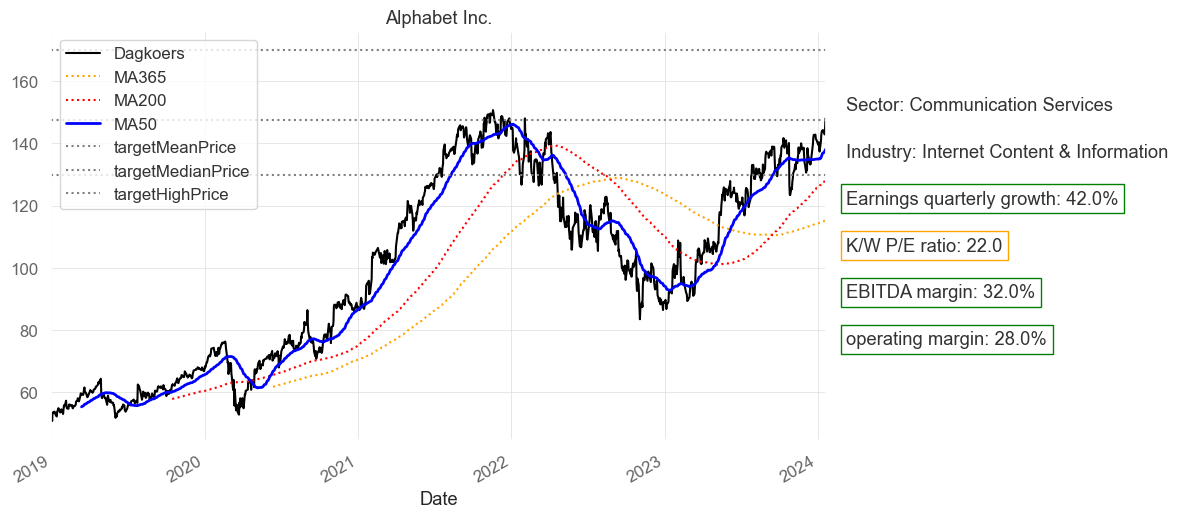 Alphabet Inc.
Dagkoers
MA365
MA200
MA50
targetMeanPrice
targetMedianPrice
targetHighPrice
160
140
120
100
80
60
2019
2020
2021
2022
2023
2024
Date
Sector: Communication Services
Industry: Internet Content & Information
Earnings quarterly growth: 42.0%
K/W P/E ratio: 22.0
EBITDA margin: 32.0%
operating margin: 28.0%